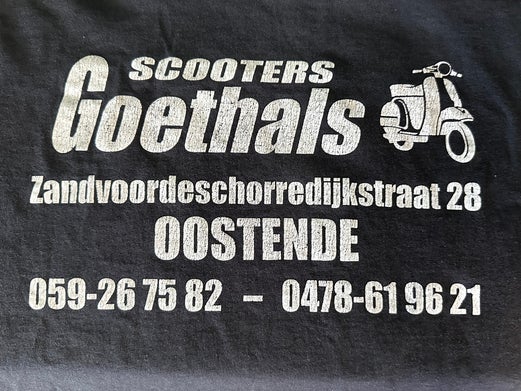 SCOOTERS
Goethals
Zandvoordeschorredijkstraat 28
OOSTENDE
059-26 75 82 – 0478-61 96 21